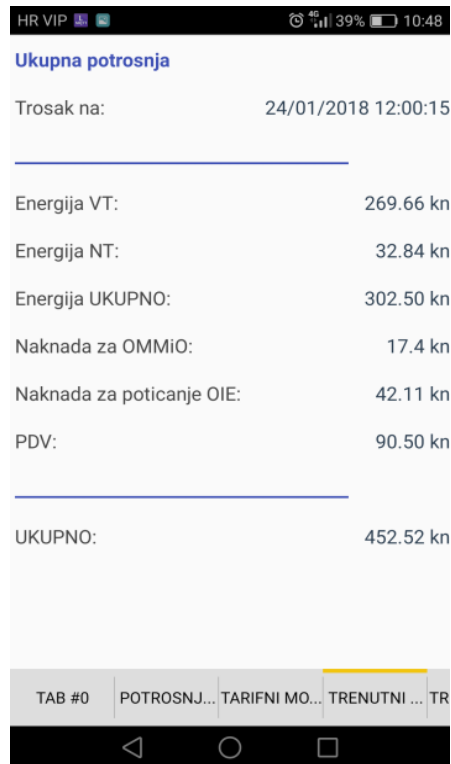 HR VIP 4G 39% 10:48
Ukupna potrosnja
Trosak na: 24/01/2018 12:00:15
Energija VT: 269.66 kn
Energija NT: 32.84 kn
Energija UKUPNO: 302.50 kn
Naknada za OMMiO: 17.4 kn
Naknada za poticanje OIE: 42.11 kn
PDV: 90.50 kn
UKUPNO: 452.52 kn
TAB #0 POTROSNJ... TARIFNI MO... TRENUTNI ... TR